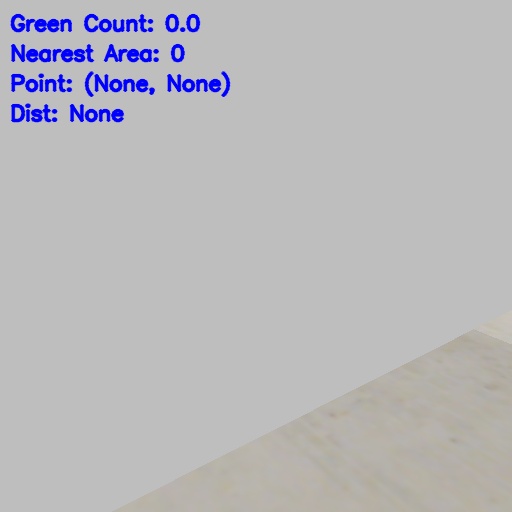 Green Count: 0.0
Nearest Area: 0
Point: (None, None)
Dist: None